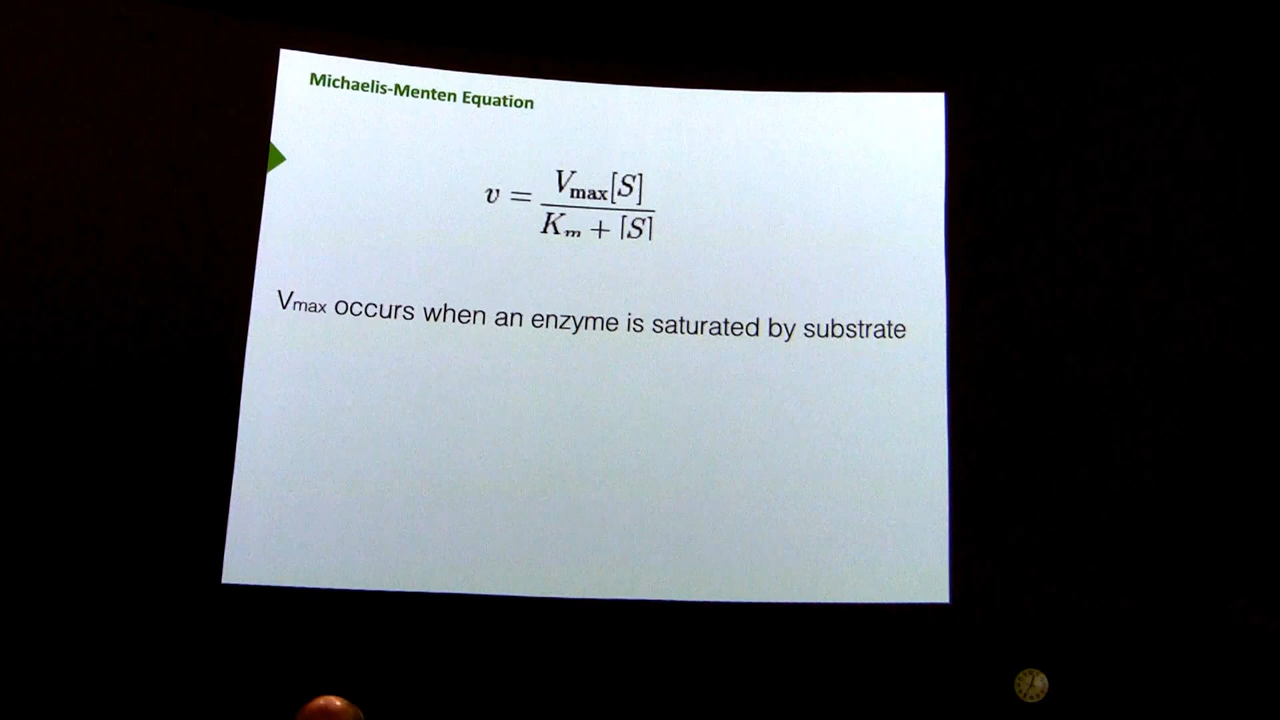 Michaelis-Menten Equation
v = Vmax[S] / Km + [S]
Vmax occurs when an enzyme is saturated by substrate